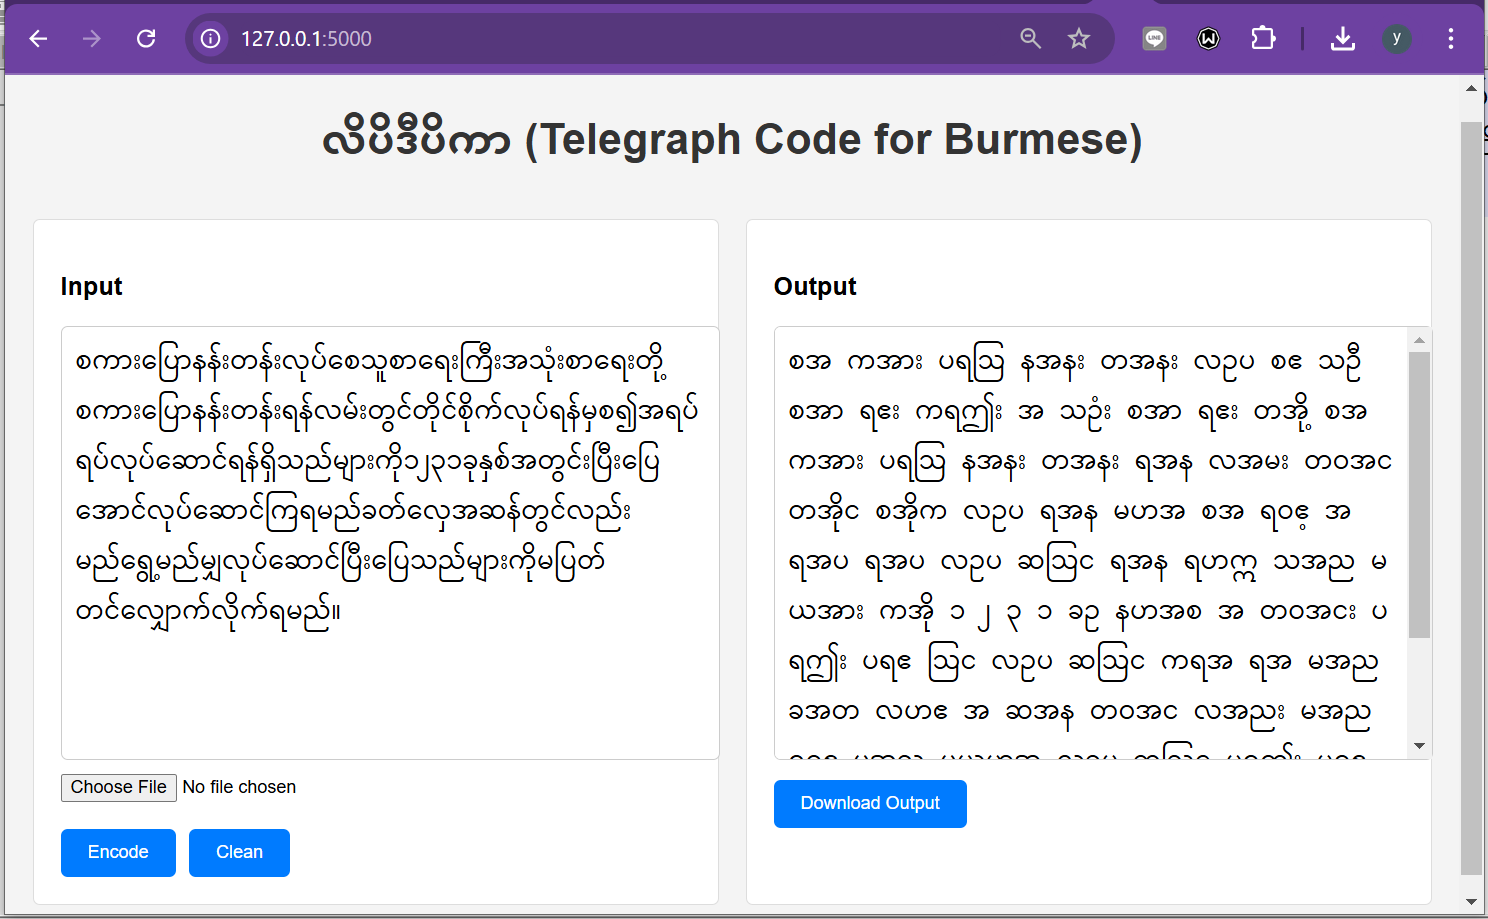 127.0.0.1:5000
y
လိပိဒီပိကာ (Telegraph Code for Burmese)
Input
စကားပြောနန်းတန်းလုပ်စေသူစာရေးကြီးအသုံးစာရေးတို့
စကားပြောနန်းတန်းရန်လမ်းတွင်တိုင်စိုက်လုပ်ရန်မှစ၍အရပ်
ရပ်လုပ်ဆောင်ရန်ရှိသည်များကို၁၂၃၁ခုနှစ်အတွင်းပြီးပြေ
အောင်လုပ်ဆောင်ကြရမည်ခတ်လှေအဆန်တွင်လည်း
မည်ရွေ့မည်မျှလုပ်ဆောင်ပြီးပြေသည်များကိုမပြတ်
တင်လျှောက်လိုက်ရမည်။
Choose File No file chosen
Encode Clean
Output
စအ ကအား ပရဩ နအနး တအနး လဥပ စဧ သဦ
စအာ ရဧး ကရဤး အ သဥံး စအာ ရဧး တအို့ စအ
ကအား ပရဩ နအနး တအနး ရအန လအမး တဝအင
တအိုင စအိုက လဥပ ရအန မဟအ စအ ရဝဧ့ အ
ရအပ ရအပ လဥပ ဆဩင ရအန ရဟဣ သအည မ
ယအား ကအို ၁ ၂ ၃ ၁ ခဥ နဟအစ အ တဝအငး ပ
ရဤး ပရဧ ဩင လဥပ ဆဩင ကရအ ရအ မအည
ခအတ လဟဧ အ ဆအန တဝအင လအညး မအည
Download Output